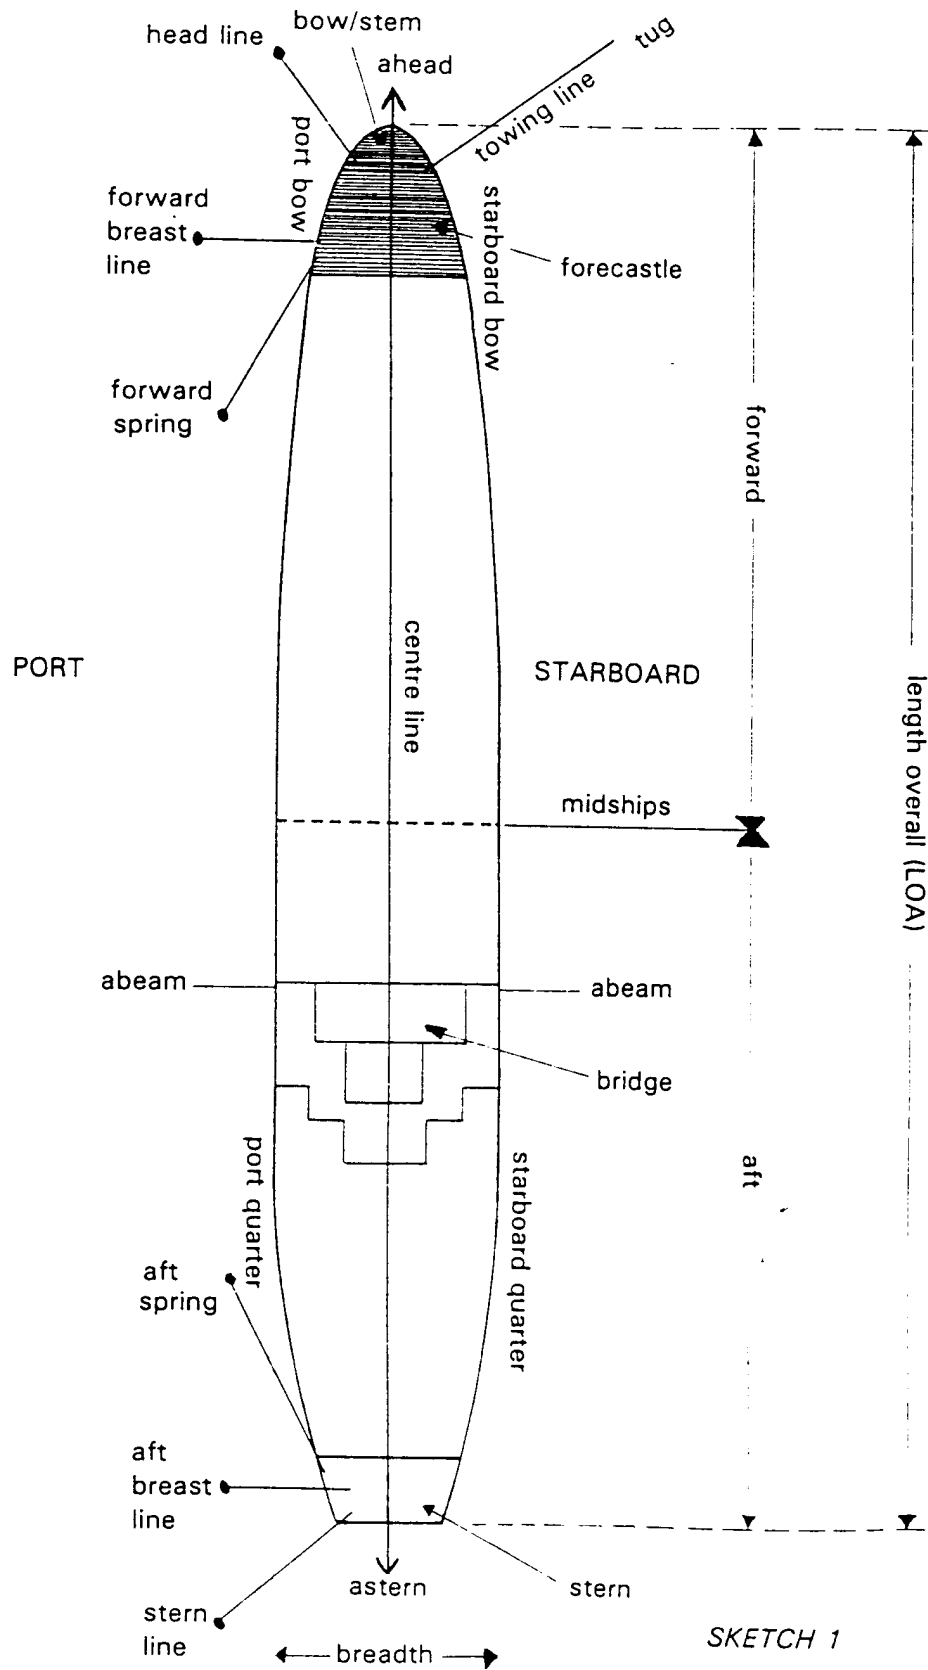 bow/stem
head line
tug
ahead
towing line
port bow
forward
breast
line
starboard bow
forecastle
forward
spring
forward
centre line
PORT
STARBOARD
length overall (LOA)
midships
abeam
abeam
bridge
port quarter
starboard quarter
aft
aft
spring
aft
breast
line
astern
stern
stern
line
breadth
SKETCH 1